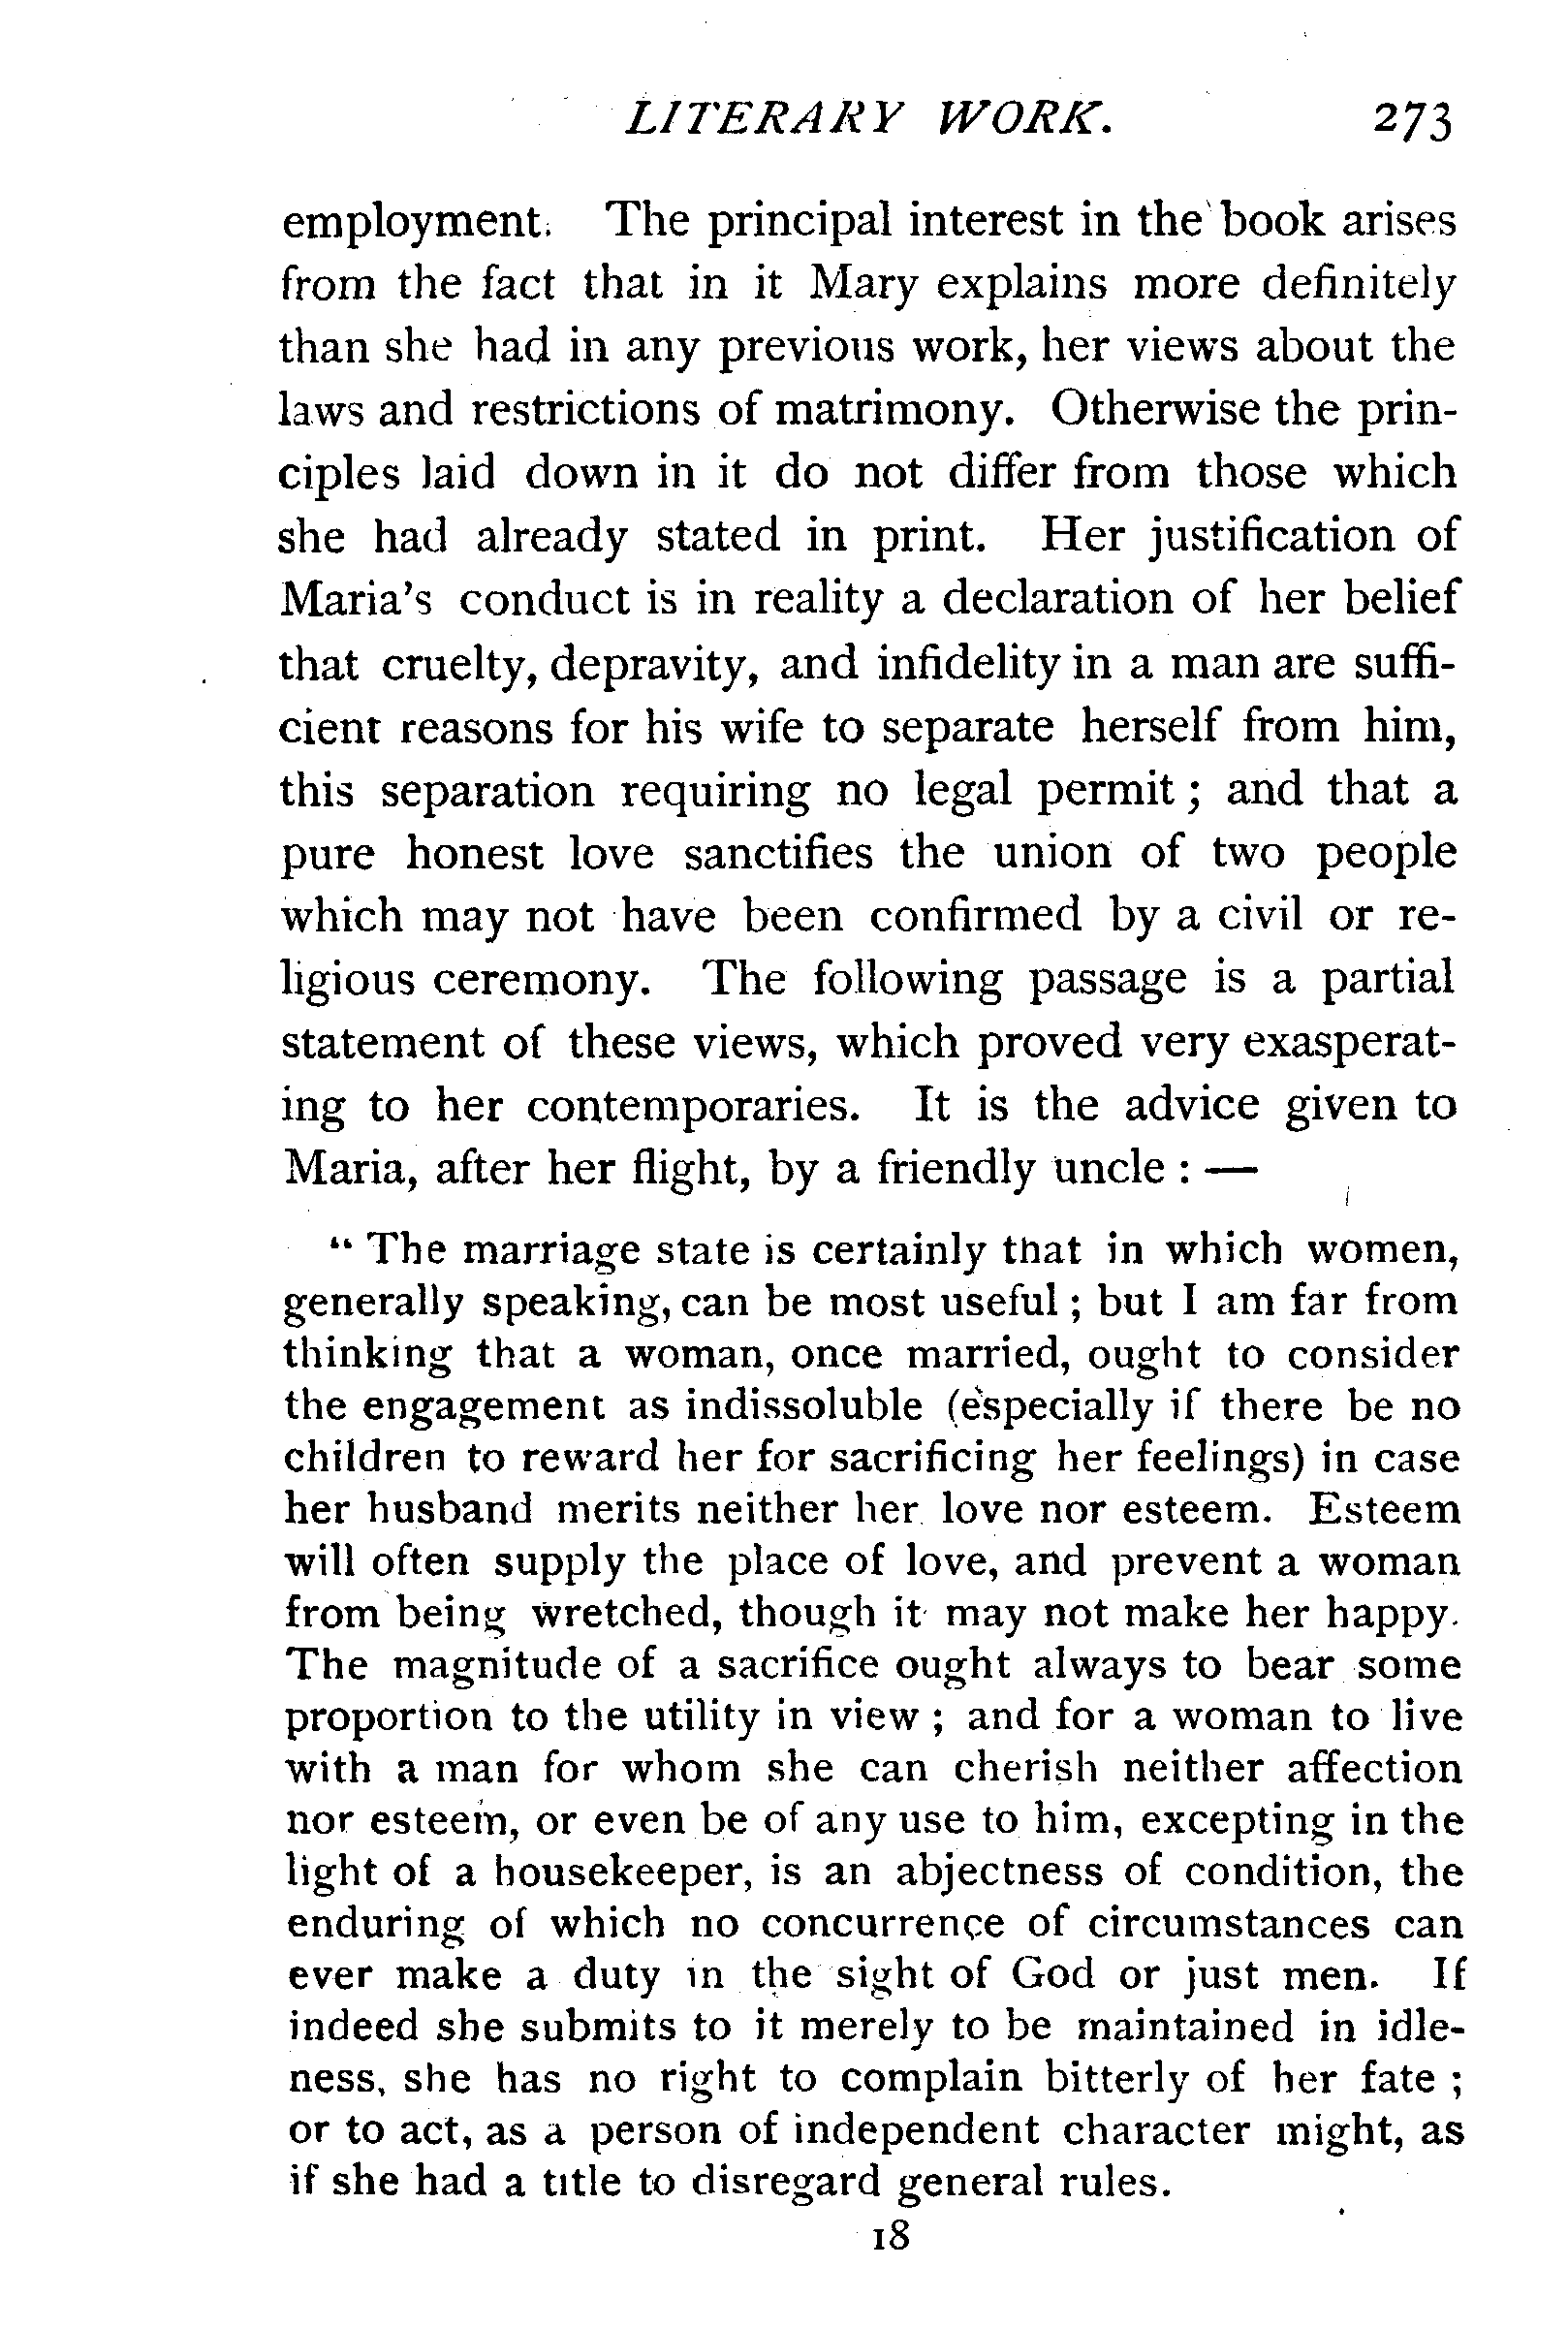 LITERARY WORK. 273
employment. The principal interest in the book arises
from the fact that in it Mary explains more definitely
than she had in any previous work, her views about the
laws and restrictions of matrimony. Otherwise the prin-
ciples laid down in it do not differ from those which
she had already stated in print. Her justification of
Maria's conduct is in reality a declaration of her belief
that cruelty, depravity, and infidelity in a man are suffi-
cient reasons for his wife to separate herself from him,
this separation requiring no legal permit; and that a
pure honest love sanctifies the union of two people
which may not have been confirmed by a civil or re-
ligious ceremony. The following passage is a partial
statement of these views, which proved very exasperat-
ing to her contemporaries. It is the advice given to
Maria, after her flight, by a friendly uncle : —
“ The marriage state is certainly that in which women,
generally speaking, can be most useful; but I am far from
thinking that a woman, once married, ought to consider
the engagement as indissoluble (especially if there be no
children to reward her for sacrificing her feelings) in case
her husband merits neither her love nor esteem. Esteem
will often supply the place of love, and prevent a woman
from being wretched, though it may not make her happy.
The magnitude of a sacrifice ought always to bear some
proportion to the utility in view; and for a woman to live
with a man for whom she can cherish neither affection
nor esteem, or even be of any use to him, excepting in the
light of a housekeeper, is an abjectness of condition, the
enduring of which no concurrence of circumstances can
ever make a duty in the sight of God or just men. If
indeed she submits to it merely to be maintained in idle-
ness, she has no right to complain bitterly of her fate;
or to act, as a person of independent character might, as
if she had a title to disregard general rules.
18